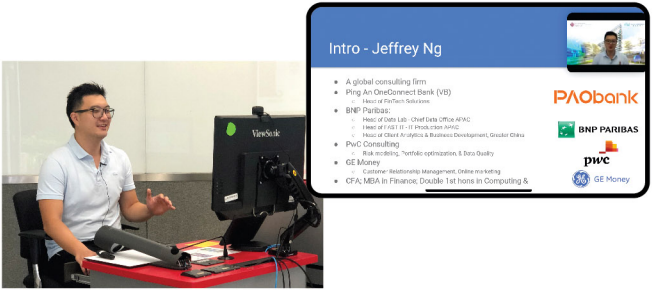 Intro - Jeffrey Ng
A global consulting firm
Ping An OneConnect Bank (VB)
Head of FinTech Solutions
BNP Paribas:
Head of Data Lab - Chief Data Office APAC
Head of FAST IT - IT Production APAC
Head of Client Analytics & Business Development, Greater China
PwC Consulting
Risk modeling, Portfolio optimization, & Data Quality
GE Money
Customer Relationship Management, Online marketing
CFA; MBA in Finance; Double 1st hons in Computing &
PAObank
BNP PARIBAS
pwc
GE Money
ViewSonic